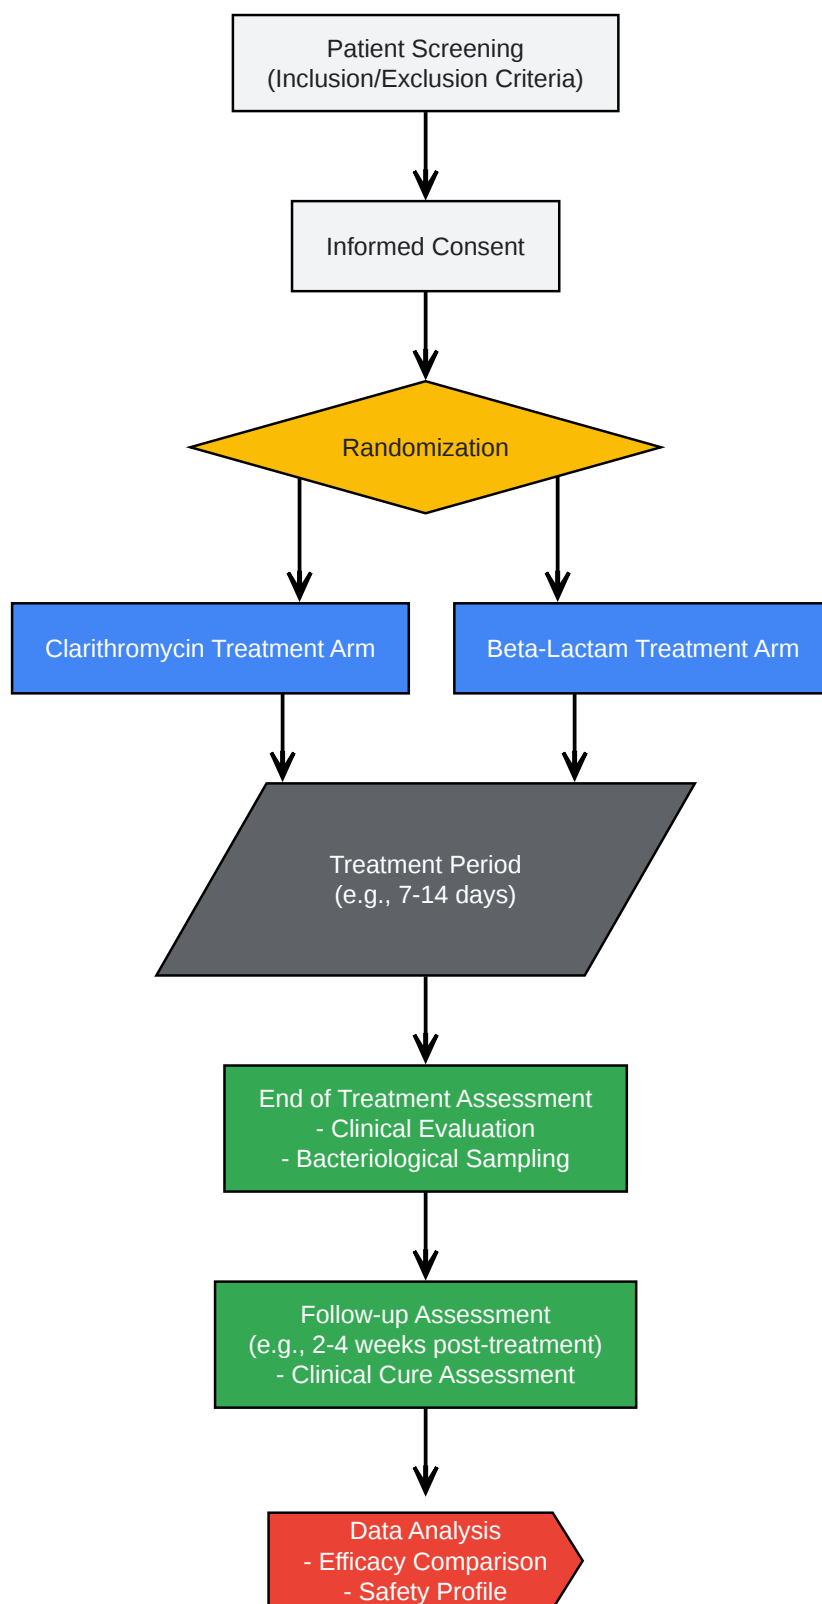 Patient Screening
(Inclusion/Exclusion Criteria)
Informed Consent
Randomization
Clarithromycin Treatment Arm
Beta-Lactam Treatment Arm
Treatment Period
(e.g., 7-14 days)
End of Treatment Assessment
- Clinical Evaluation
- Bacteriological Sampling
Follow-up Assessment
(e.g., 2-4 weeks post-treatment)
- Clinical Cure Assessment
Data Analysis
- Efficacy Comparison
- Safety Profile